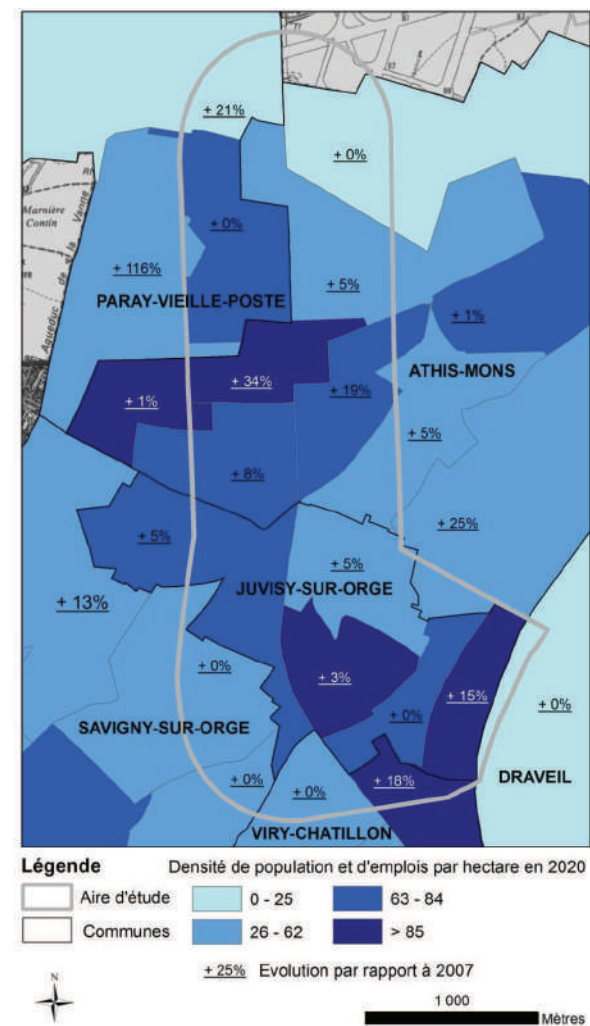 + 21%
+ 0%
Marnière
Contin
Aqueduc de la Vanne
+ 0%
+ 116%
+ 5%
PARAY-VIEILLE-POSTE
+ 1%
ATHIS-MONS
+ 34%
+ 1%
+ 19%
+ 5%
+ 8%
+ 25%
+ 5%
+ 5%
JUVISY-SUR-ORGE
+ 13%
+ 0%
+ 3%
+ 15%
+ 0%
+ 0%
SAVIGNY-SUR-ORGE
+ 0%
+ 0%
+ 18%
DRAVEIL
VIRY-CHATILLON
Légende
Densité de population et d'emplois par hectare en 2020
Aire d'étude
0 - 25
63 - 84
Communes
26 - 62
> 85
N
+ 25% Evolution par rapport à 2007
1 000
Mètres